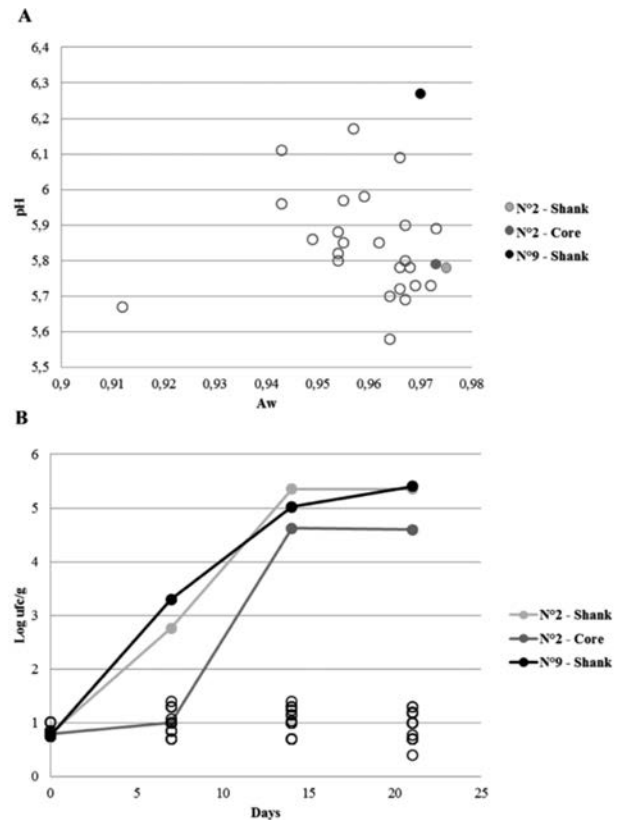 A
6,4
6,3
6,2
6,1
6
5,9
5,8
5,7
5,6
5,5
pH
0,9 0,91 0,92 0,93 0,94 0,95 0,96 0,97 0,98
Aw
N°2 - Shank
N°2 - Core
N°9 - Shank
B
6
5
4
3
2
1
0
Log ufc/g
0 5 10 15 20 25
Days
N°2 - Shank
N°2 - Core
N°9 - Shank